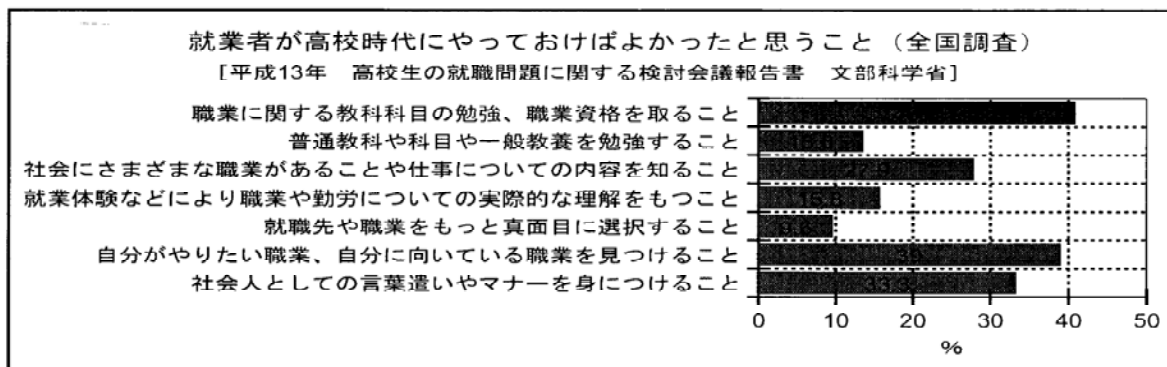 就業者が高校時代にやっておけばよかったと思うこと（全国調査）
[平成13年　高校生の就職問題に関する検討会議報告書　文部科学省]
職業に関する教科科目の勉強、職業資格を取ること
普通教科や科目や一般教養を勉強すること
社会にさまざまな職業があることや仕事についての内容を知ること
就業体験などにより職業や勤労についての実際的な理解をもつこと
就職先や職業をもっと真面目に選択すること
自分がやりたい職業、自分に向いている職業を見つけること
39
社会人としての言葉遣いやマナーを身につけること
33.3
0 10 20 30 40 50
%